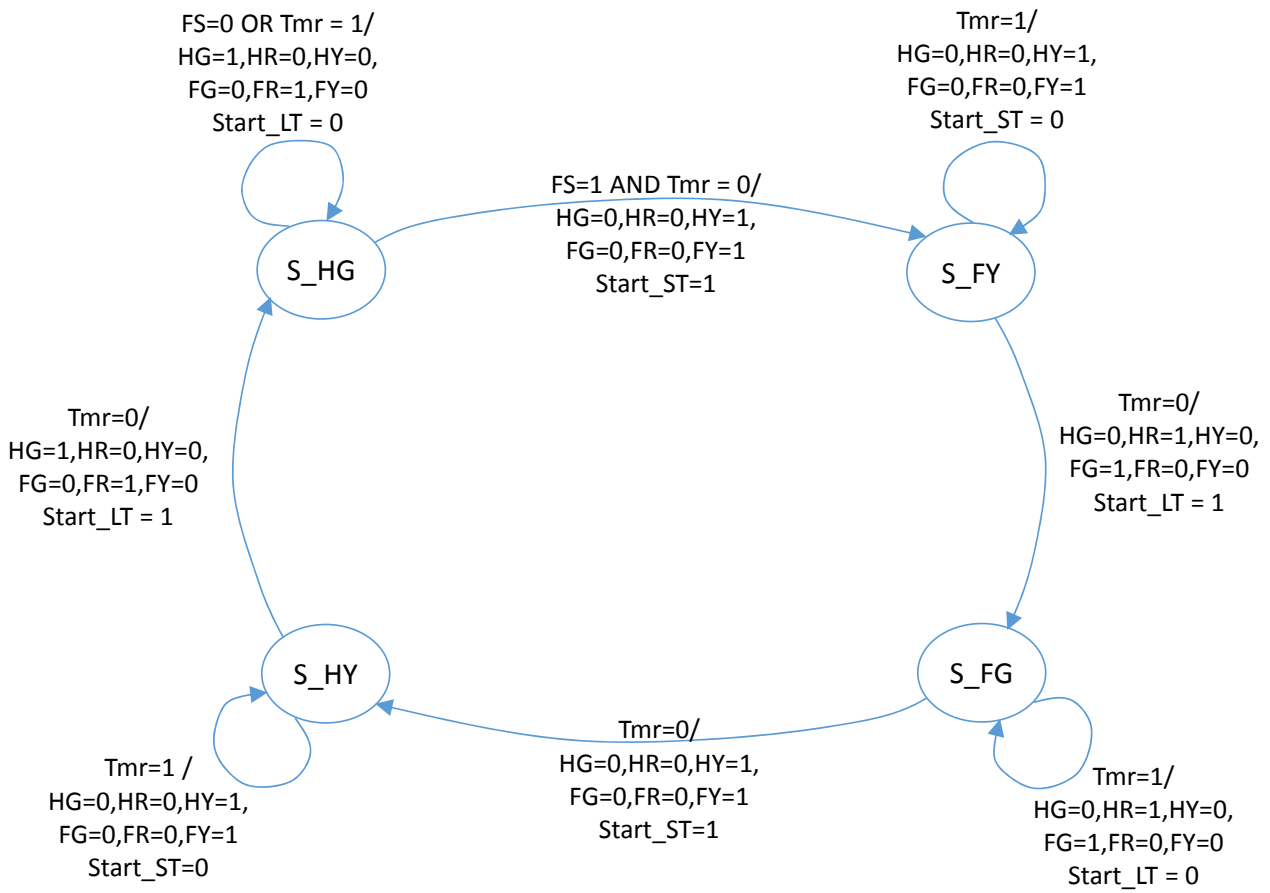 FS=0 OR Tmr = 1/
HG=1,HR=0,HY=0,
FG=0,FR=1,FY=0
Start_LT = 0
Tmr=1/
HG=0,HR=0,HY=1,
FG=0,FR=0,FY=1
Start_ST = 0
FS=1 AND Tmr = 0/
HG=0,HR=0,HY=1,
FG=0,FR=0,FY=1
Start_ST=1
S_HG
S_FY
Tmr=0/
HG=1,HR=0,HY=0,
FG=0,FR=1,FY=0
Start_LT = 1
Tmr=0/
HG=0,HR=1,HY=0,
FG=1,FR=0,FY=0
Start_LT = 1
S_HY
S_FG
Tmr=0/
HG=0,HR=0,HY=1,
FG=0,FR=0,FY=1
Start_ST=1
Tmr=1 /
HG=0,HR=0,HY=1,
FG=0,FR=0,FY=1
Start_ST=0
Tmr=1/
HG=0,HR=1,HY=0,
FG=1,FR=0,FY=0
Start_LT = 0